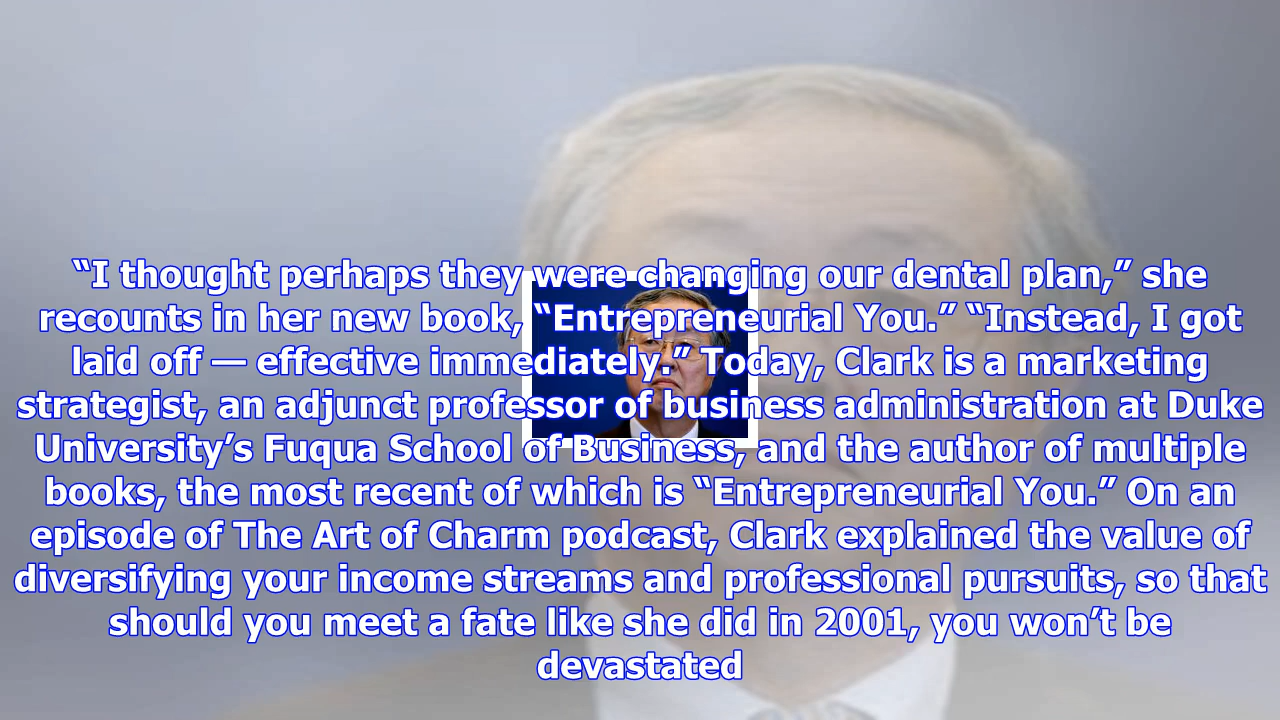 “I thought perhaps they were changing our dental plan,” she
recounts in her new book, “Entrepreneurial You.” “Instead, I got
laid off — effective immediately.” Today, Clark is a marketing
strategist, an adjunct professor of business administration at Duke
University’s Fuqua School of Business, and the author of multiple
books, the most recent of which is “Entrepreneurial You.” On an
episode of The Art of Charm podcast, Clark explained the value of
diversifying your income streams and professional pursuits, so that
should you meet a fate like she did in 2001, you won’t be
devastated